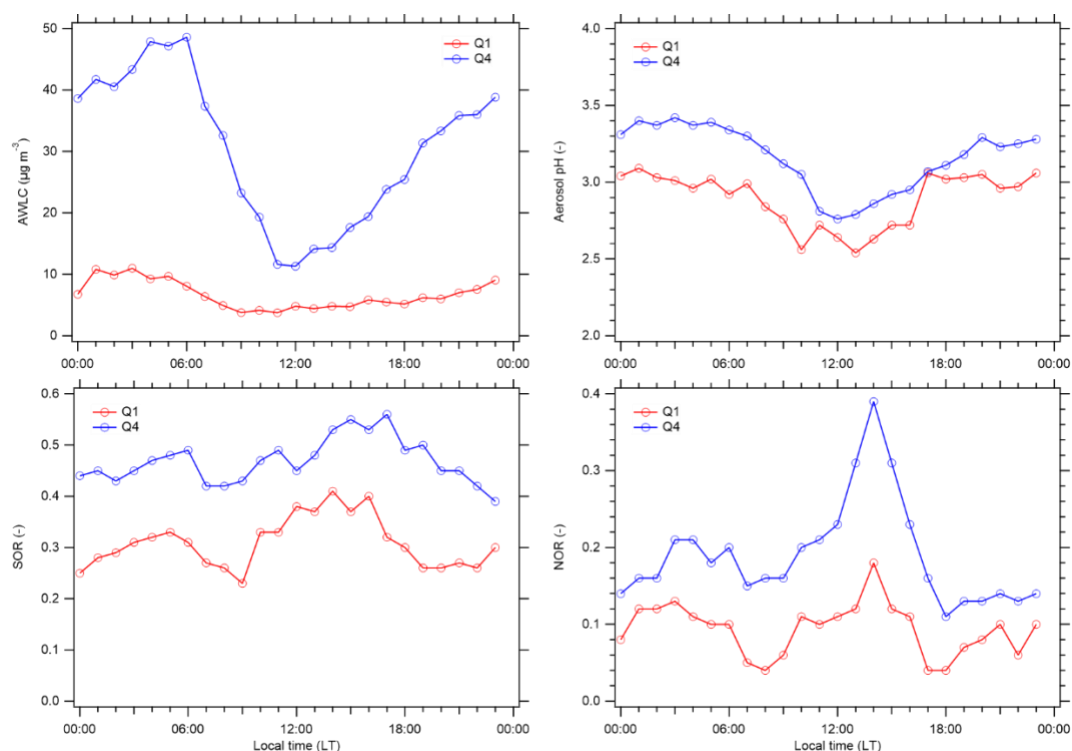 50
40
30
20
10
0
AWLC (µg m⁻³)
Q1
Q4
00:00 06:00 12:00 18:00 00:00
4.0
3.5
3.0
2.5
2.0
Aerosol pH (-)
Q1
Q4
00:00 06:00 12:00 18:00 00:00
0.6
0.5
0.4
0.3
0.2
0.1
0.0
SOR (-)
Q1
Q4
00:00 06:00 12:00 18:00 00:00
Local time (LT)
0.4
0.3
0.2
0.1
0.0
NOR (-)
Q1
Q4
00:00 06:00 12:00 18:00 00:00
Local time (LT)